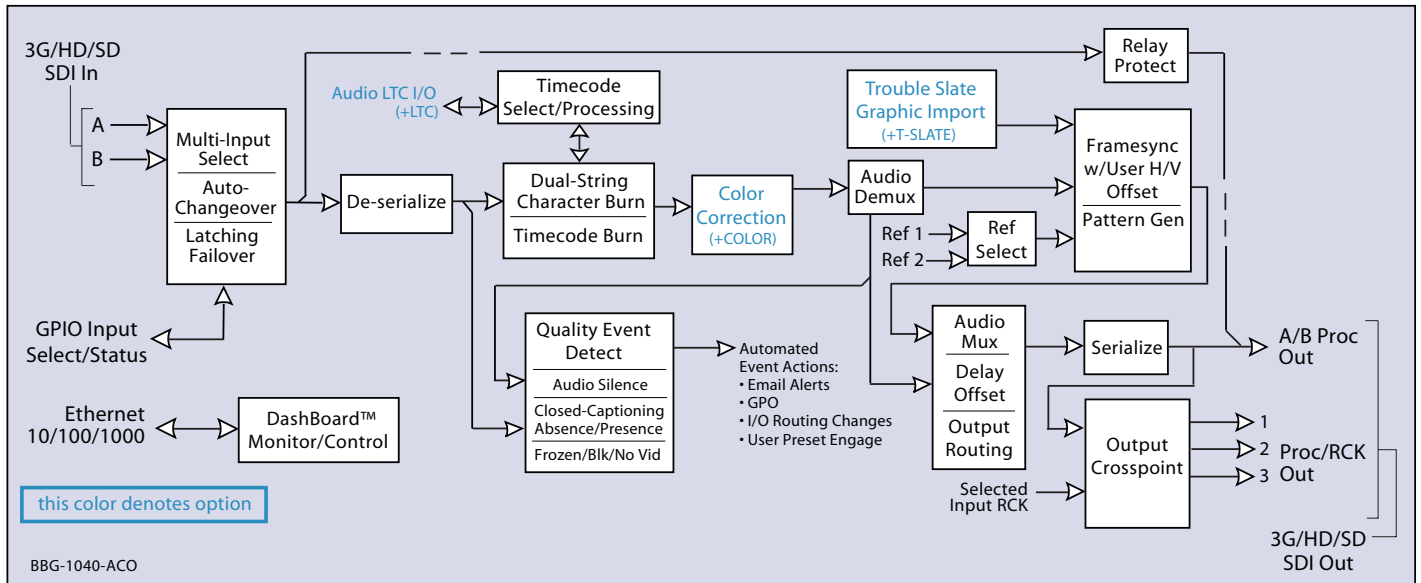 3G/HD/SD
SDI In
A
B
Multi-Input
Select
Auto-
Changeover
Latching
Failover
GPIO Input
Select/Status
Ethernet
10/100/1000
DashBoard™
Monitor/Control
this color denotes option
BBG-1040-ACO
De-serialize
Audio LTC I/O
(+LTC)
Timecode
Select/Processing
Dual-String
Character Burn
Timecode Burn
Color
Correction
(+COLOR)
Quality Event
Detect
Audio Silence
Closed-Captioning
Absence/Presence
Frozen/Blk/No Vid
Automated
Event Actions:
• Email Alerts
• GPO
• I/O Routing Changes
• User Preset Engage
Trouble Slate
Graphic Import
(+T-SLATE)
Audio
Demux
Ref 1
Ref 2
Ref
Select
Framesync
w/User H/V
Offset
Pattern Gen
Relay
Protect
Audio
Mux
Delay
Offset
Output
Routing
Serialize
A/B Proc
Out
Selected
Input RCK
Output
Crosspoint
1
2
3
Proc/RCK
Out
3G/HD/SD
SDI Out